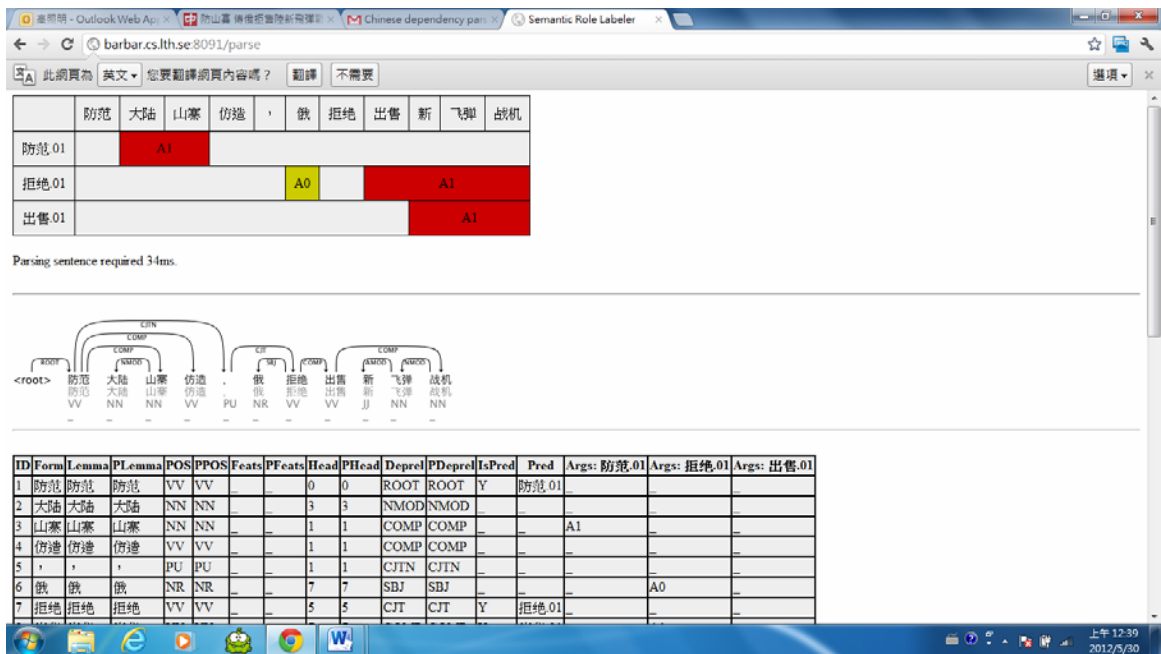 Outlook Web Ap
Chinese dependency pars
Semantic Role Labeler
barbar.cs.lth.se:8091/parse
此網頁為 英文 您要翻譯網頁內容嗎？ 翻譯 不需要 選項
防范 大陆 山寨 仿造 ， 俄 拒绝 出售 新 飞弹 战机
防范.01 A1
拒绝.01 A0 A1
出售.01 A1
Parsing sentence required 34ms.
CJTN
COMP
COMP CJT COMP
ROOT NMOD SBJ COMP AMOD NMOD
<root> 防范 大陆 山寨 仿造 ， 俄 拒绝 出售 新 飞弹 战机
防范 大陆 山寨 仿造 ， 俄 拒绝 出售 新 飞弹 战机
VV NN NN VV PU NR VV VV JJ NN NN
_ _ _ _ _ _ _ _ _ _ _
ID Form Lemma PLemma POS PPOS Feats PFeats Head PHead Deprel PDeprel IsPred Pred Args: 防范.01 Args: 拒绝.01 Args: 出售.01
1 防范 防范 防范 VV VV _ _ 0 0 ROOT ROOT Y 防范.01 _ _ _
2 大陆 大陆 大陆 NN NN _ _ 3 3 NMOD NMOD _ _ _ _ _
3 山寨 山寨 山寨 NN NN _ _ 1 1 COMP COMP _ _ A1 _ _
4 仿造 仿造 仿造 VV VV _ _ 1 1 COMP COMP _ _ _ _ _
5 ， ， ， PU PU _ _ 1 1 CJTN CJTN _ _ _ _ _
6 俄 俄 俄 NR NR _ _ 7 7 SBJ SBJ _ _ _ A0 _
7 拒绝 拒绝 拒绝 VV VV _ _ 5 5 CJT CJT Y 拒绝.01 _ _ _
上午 12:39
2012/5/30